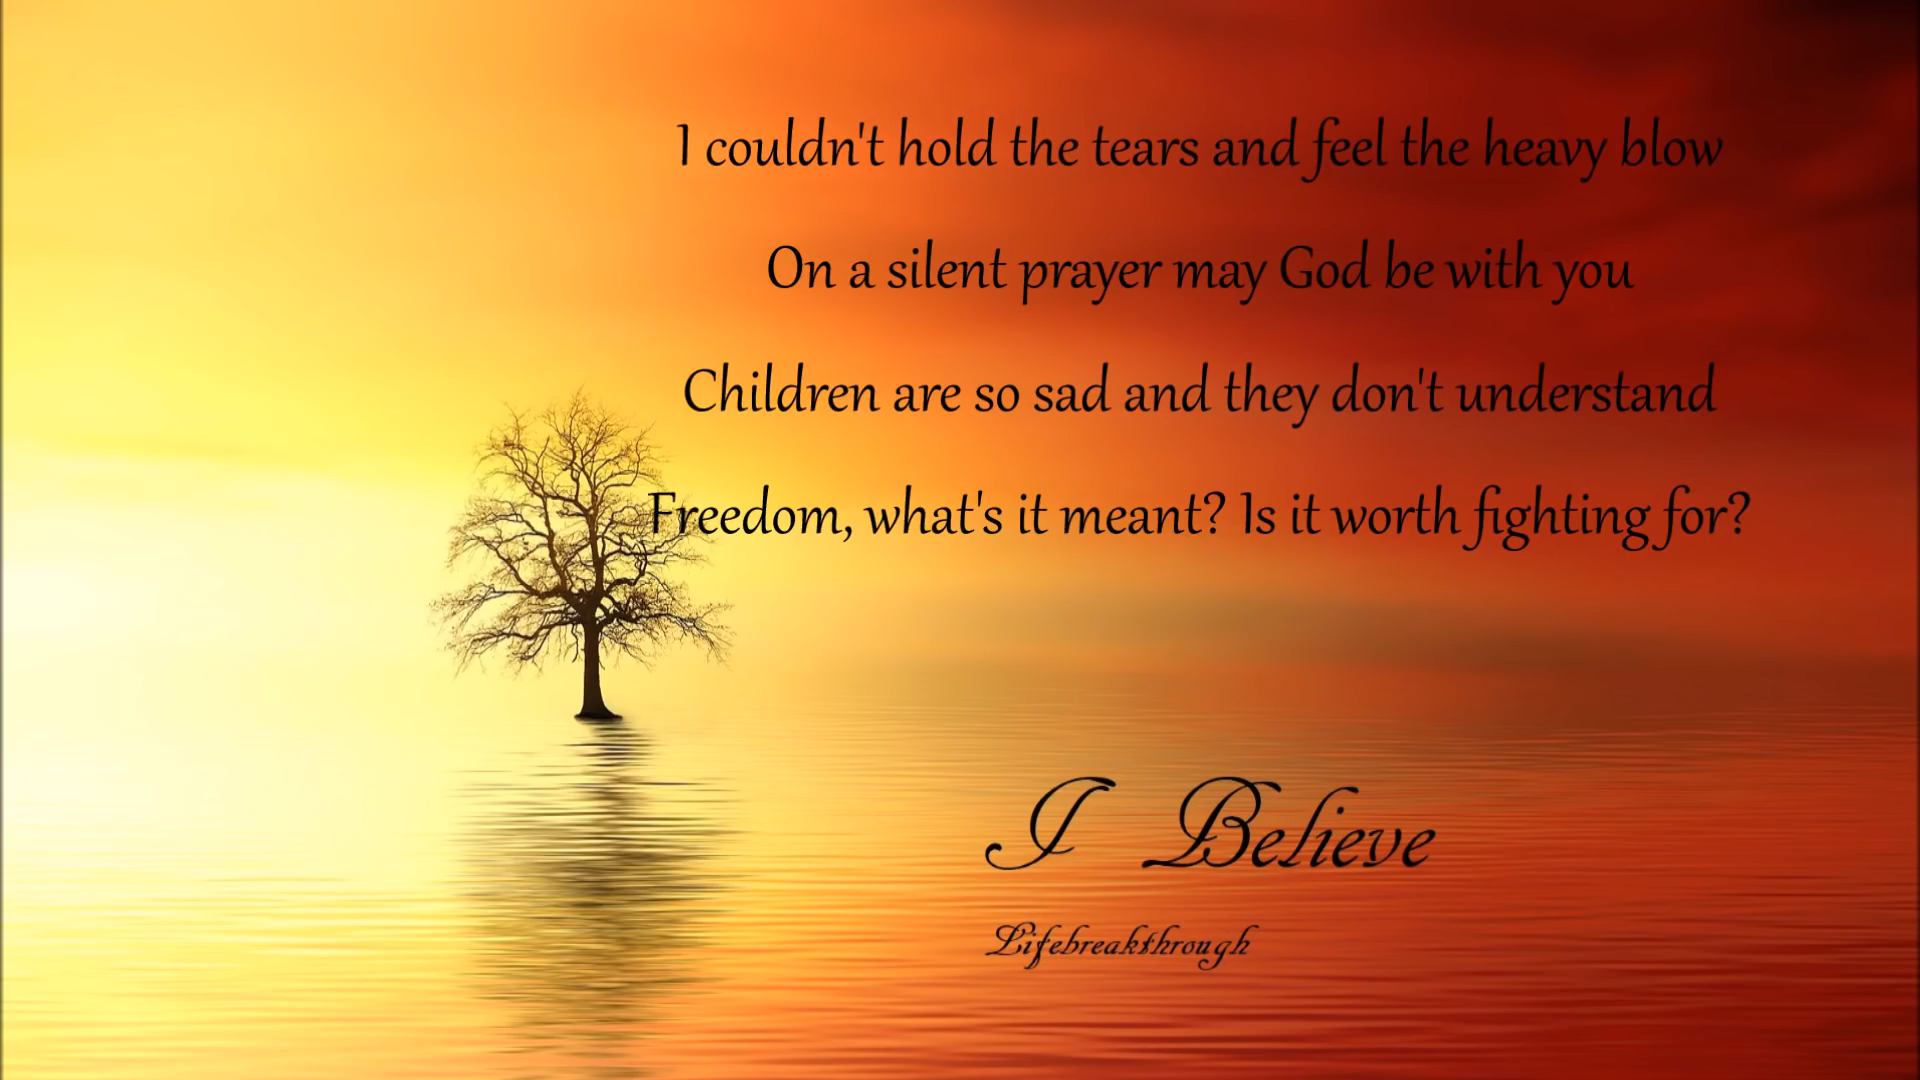 I couldn't hold the tears and feel the heavy blow
On a silent prayer may God be with you
Children are so sad and they don't understand
Freedom, what's it meant? Is it worth fighting for?
I Believe
Lifebreakthrough